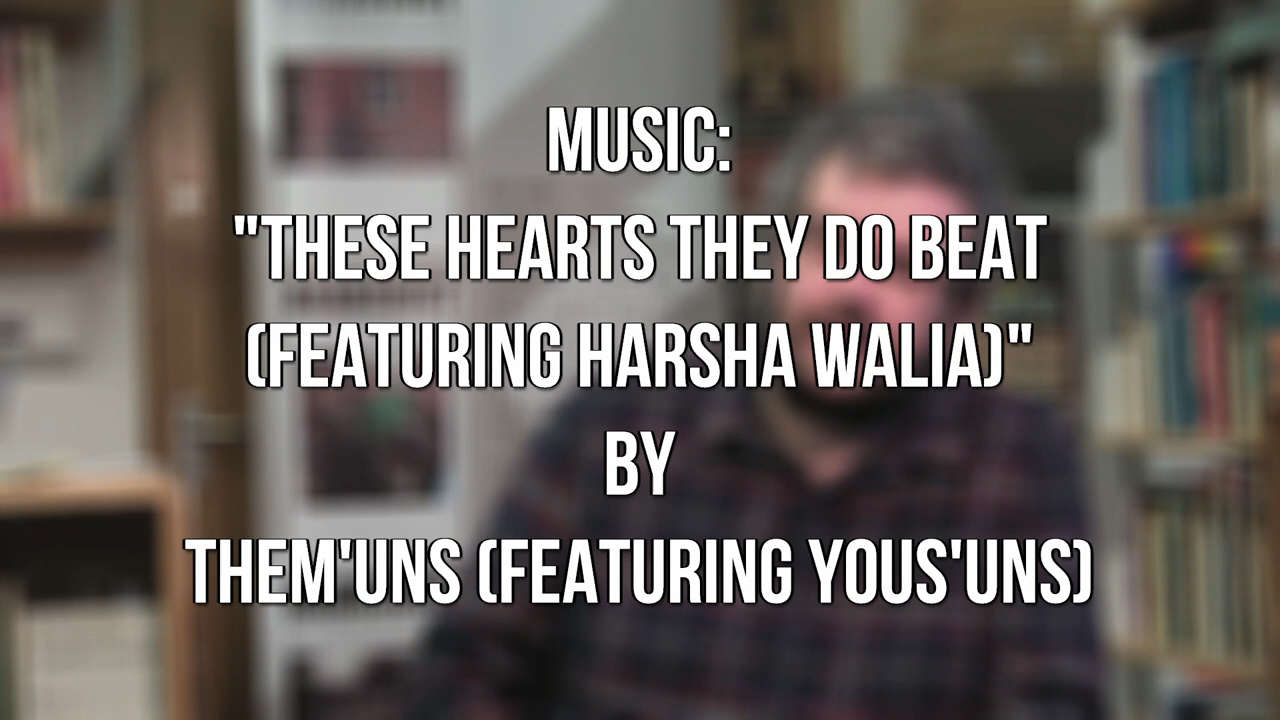 MUSIC:
"THESE HEARTS THEY DO BEAT
(FEATURING HARSHA WALIA)"
BY
THEM'UNS (FEATURING YOUS'UNS)